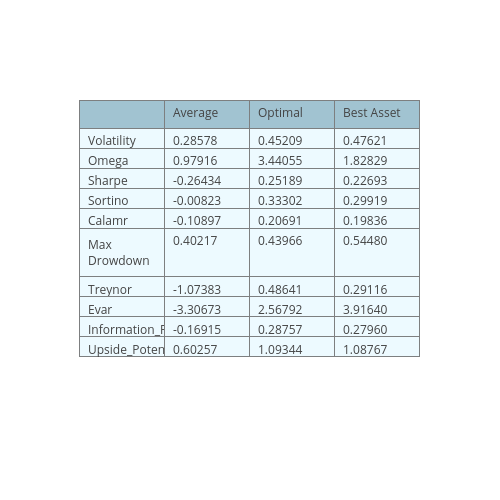 Average Optimal Best Asset
Volatility 0.28578 0.45209 0.47621
Omega 0.97916 3.44055 1.82829
Sharpe -0.26434 0.25189 0.22693
Sortino -0.00823 0.33302 0.29919
Calamr -0.10897 0.20691 0.19836
Max 0.40217 0.43966 0.54480
Drowdown
Treynor -1.07383 0.48641 0.29116
Evar -3.30673 2.56792 3.91640
Information_F -0.16915 0.28757 0.27960
Upside_Poten 0.60257 1.09344 1.08767